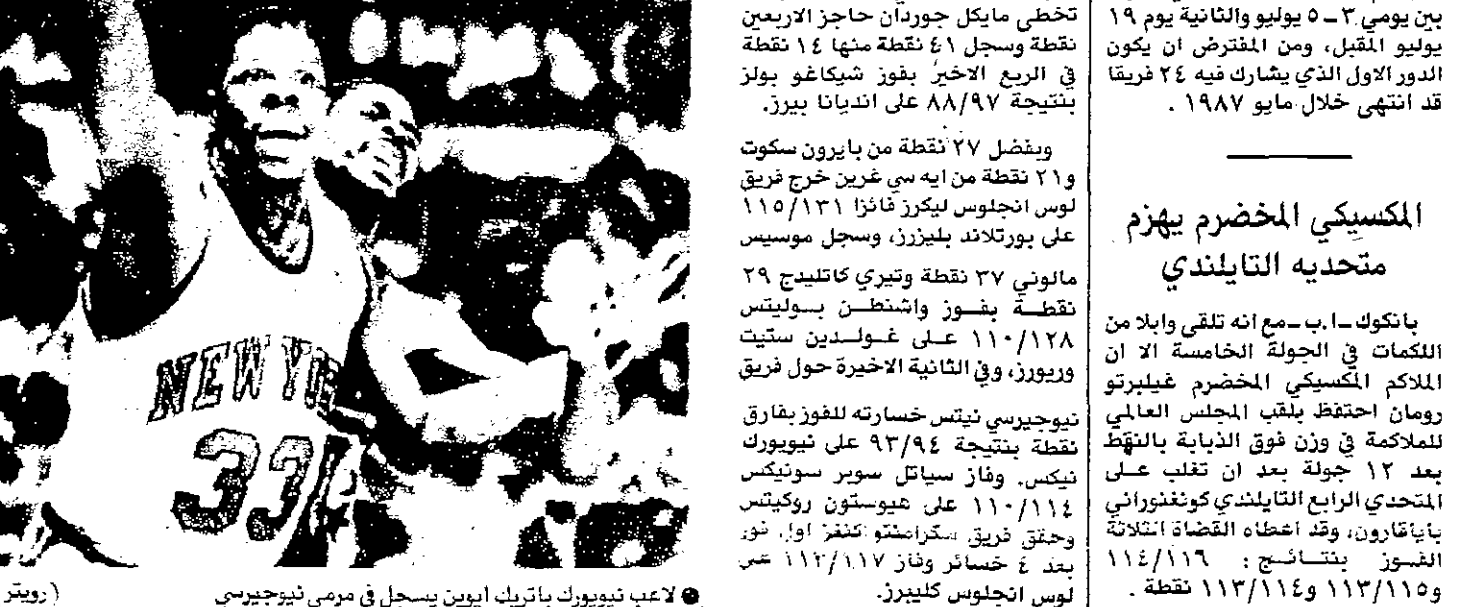 بين يومي ٣ ــ ٥ يوليو والثانية يوم ١٩
يوليو المقبل، ومن المفترض ان يكون
الدور الاول الذي يشارك فيه ٢٤ فريقا
قد انتهى خلال مايو ١٩٨٧ .
المكسيكي المخضرم يهزم
متحديه التايلندي
بانكوك ــ ا.ب ــ مع انه تلقى وابلا من
اللكمات في الجولة الخامسة الا ان
الملاكم المكسيكي المخضرم غيلبرتو
رومان احتفظ بلقب المجلس العالمي
للملاكمة في وزن فوق الذبابة بالنقط
بعد ١٢ جولة بعد ان تغلب على
المتحدي الرابع التايلندي كونغنوراني
باياقارون، وقد اعطاه القضاة الثلاثة
الفوز بنتائج : ١١٤/١١٦
و١١٣/١١٥ و١١٣/١١٤ نقطة .
تخطى مايكل جوردان حاجز الاربعين
نقطة وسجل ٤١ نقطة منها ١٤ نقطة
في الربع الاخير بفوز شيكاغو بولز
بنتيجة ٨٨/٩٧ على انديانا بيرز.
وبفضل ٢٧ نقطة من بايرون سكوت
و٢١ نقطة من ايه سي غرين خرج فريق
لوس انجلوس ليكرز فائزا ١١٥/١٣١
على بورتلاند بليزرز، وسجل موسيس
مالوني ٣٧ نقطة وتيري كاتليدج ٢٩
نقطة بفوز واشنطن بوليتس
١١٠/١٢٨ على غولدين ستيت
وريورز، وفي الثانية الاخيرة حول فريق
نيوجيرسي نيتس خسارته للفوز بفارق
نقطة بنتيجة ٩٣/٩٤ على نيويورك
نيكس. وفاز سياتل سوبر سونيكس
١١٠/١١٤ على هيوستون روكيتس
وحقق فريق سكرامنتو كنغز اول فوز
بعد ٤ خسائر وفاز ١١٢/١١٧ على
لوس انجلوس كليبرز.
NEW YO
33
● لاعب نيويورك باتريك ايوين يسجل في مرمى نيوجيرسي
( رويتر